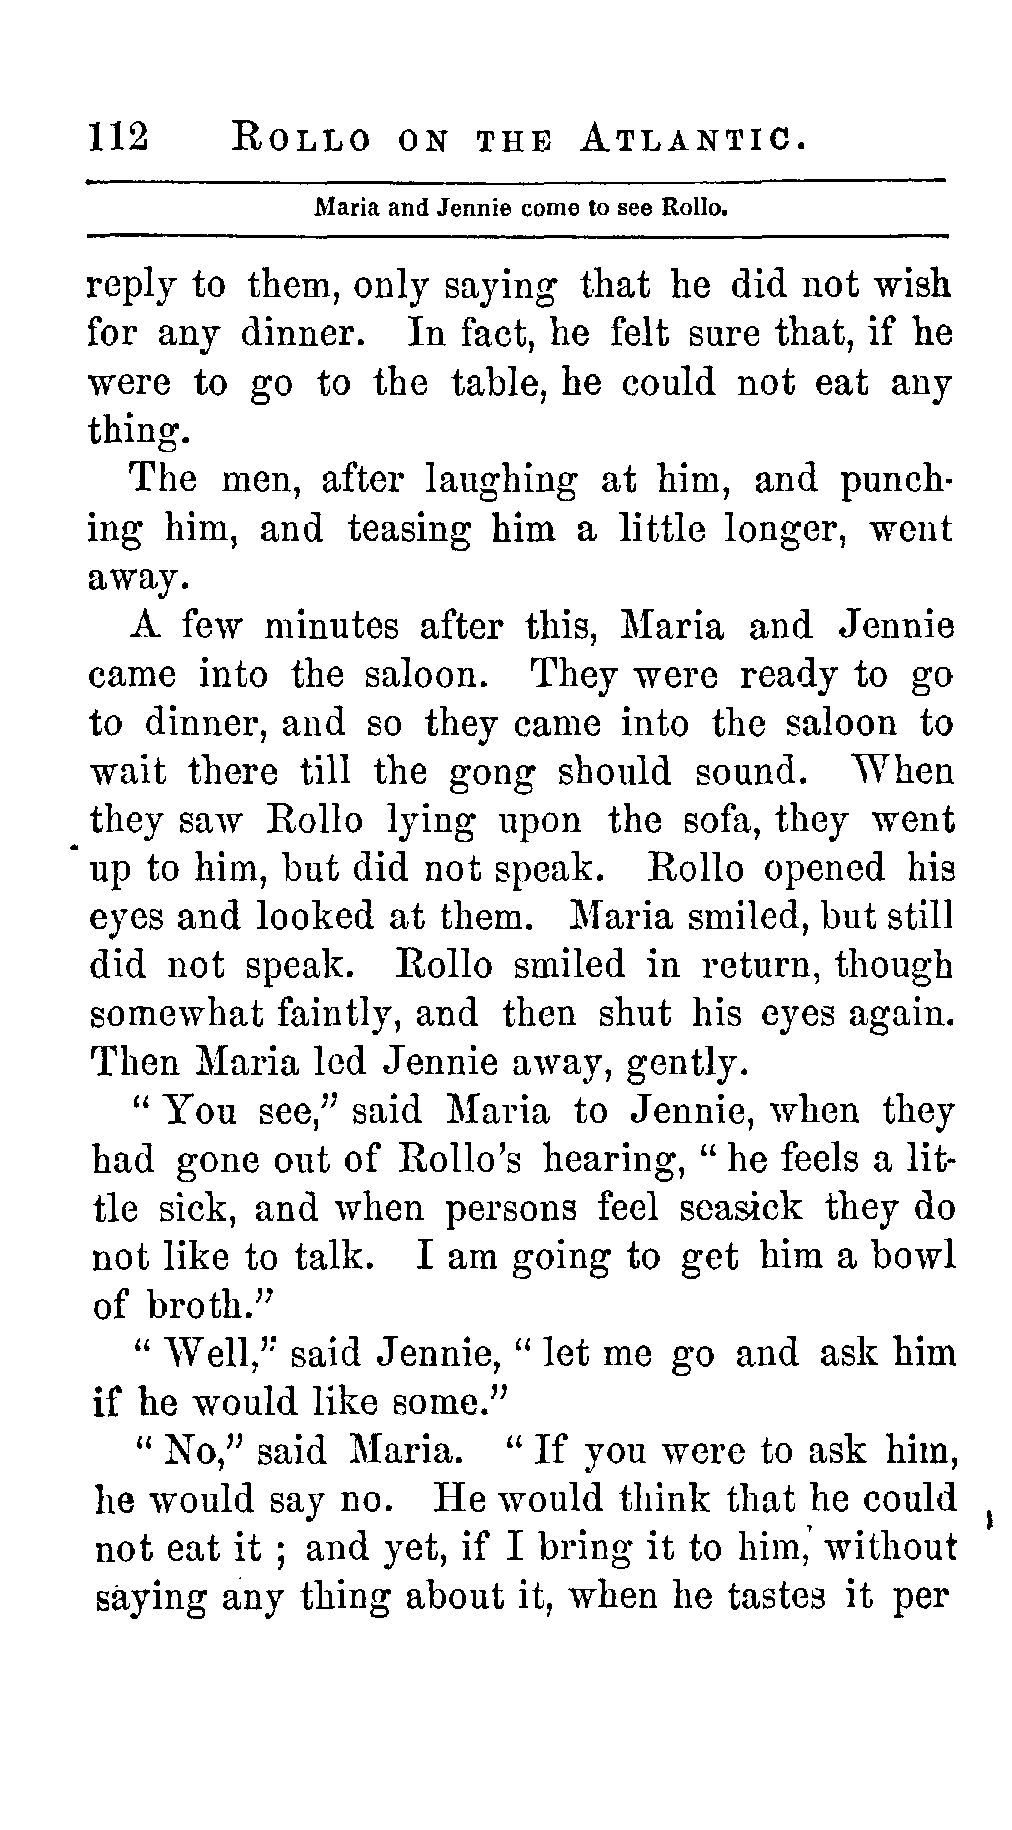 112 ROLLO ON THE ATLANTIC.
Maria and Jennie come to see Rollo.
reply to them, only saying that he did not wish
for any dinner. In fact, he felt sure that, if he
were to go to the table, he could not eat any
thing.
The men, after laughing at him, and punch-
ing him, and teasing him a little longer, went
away.
A few minutes after this, Maria and Jennie
came into the saloon. They were ready to go
to dinner, and so they came into the saloon to
wait there till the gong should sound. When
they saw Rollo lying upon the sofa, they went
up to him, but did not speak. Rollo opened his
eyes and looked at them. Maria smiled, but still
did not speak. Rollo smiled in return, though
somewhat faintly, and then shut his eyes again.
Then Maria led Jennie away, gently.
“ You see,” said Maria to Jennie, when they
had gone out of Rollo’s hearing, “ he feels a lit-
tle sick, and when persons feel seasick they do
not like to talk. I am going to get him a bowl
of broth.”
“ Well,” said Jennie, “ let me go and ask him
if he would like some.”
“ No,” said Maria. “ If you were to ask him,
he would say no. He would think that he could
not eat it ; and yet, if I bring it to him, without
saying any thing about it, when he tastes it per